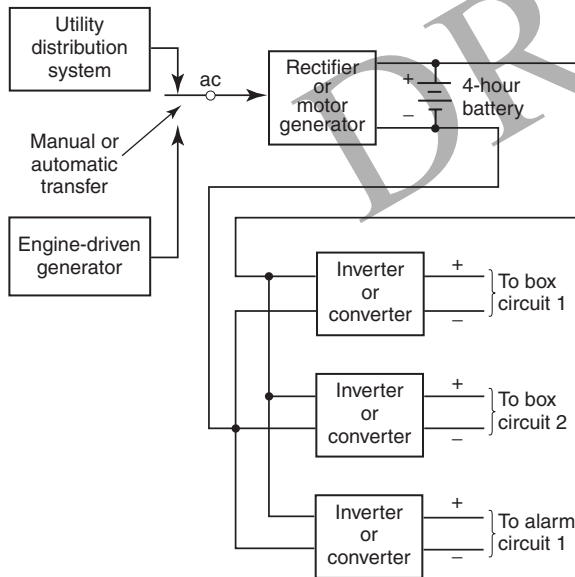 Utility
distribution
system
ac
Manual or
automatic
transfer
Engine-driven
generator
Rectifier
or
motor
generator
+
–
4-hour
battery
DR
Inverter
or
converter
+
–
To box
circuit 1
Inverter
or
converter
+
–
To box
circuit 2
Inverter
or
converter
+
–
To alarm
circuit 1